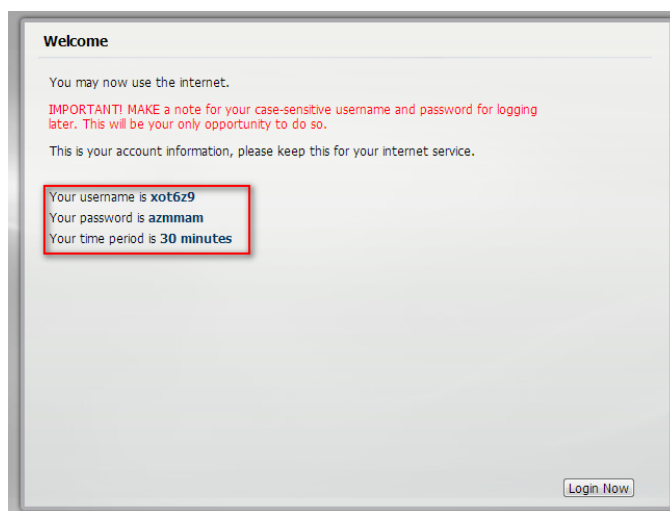 Welcome
You may now use the internet.
IMPORTANT! MAKE a note for your case-sensitive username and password for logging
later. This will be your only opportunity to do so.
This is your account information, please keep this for your internet service.
Your username is xot6z9
Your password is azmmam
Your time period is 30 minutes
Login Now